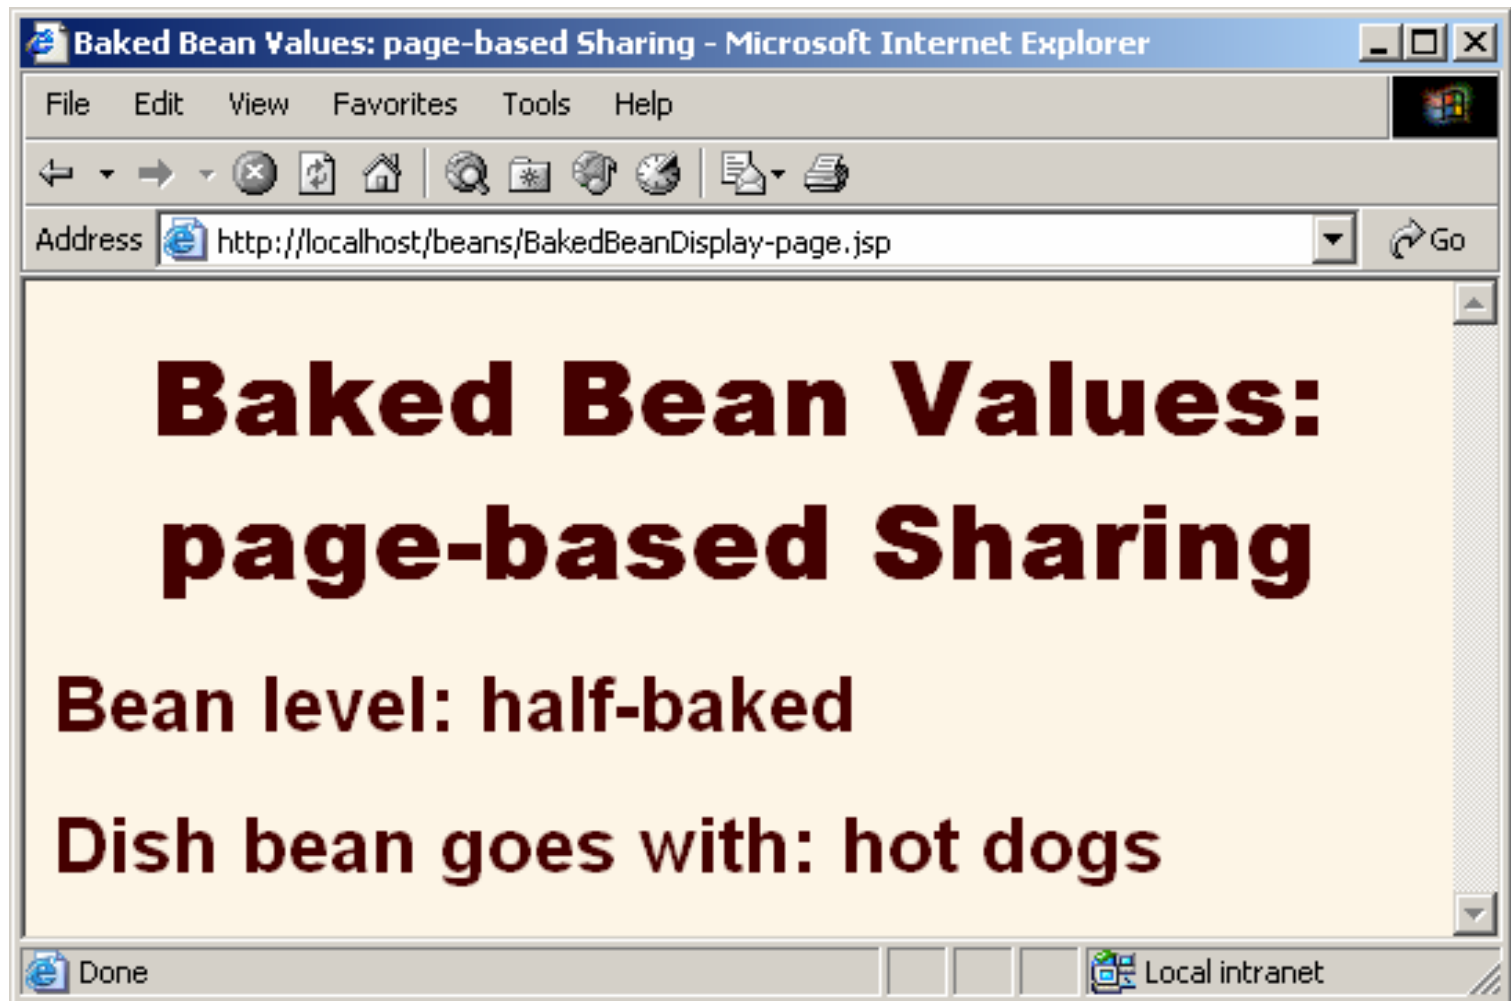 Baked Bean Values: page-based Sharing - Microsoft Internet Explorer
File Edit View Favorites Tools Help
Address http://localhost/beans/BakedBeanDisplay-page.jsp Go
Baked Bean Values:
page-based Sharing
Bean level: half-baked
Dish bean goes with: hot dogs
Done Local intranet